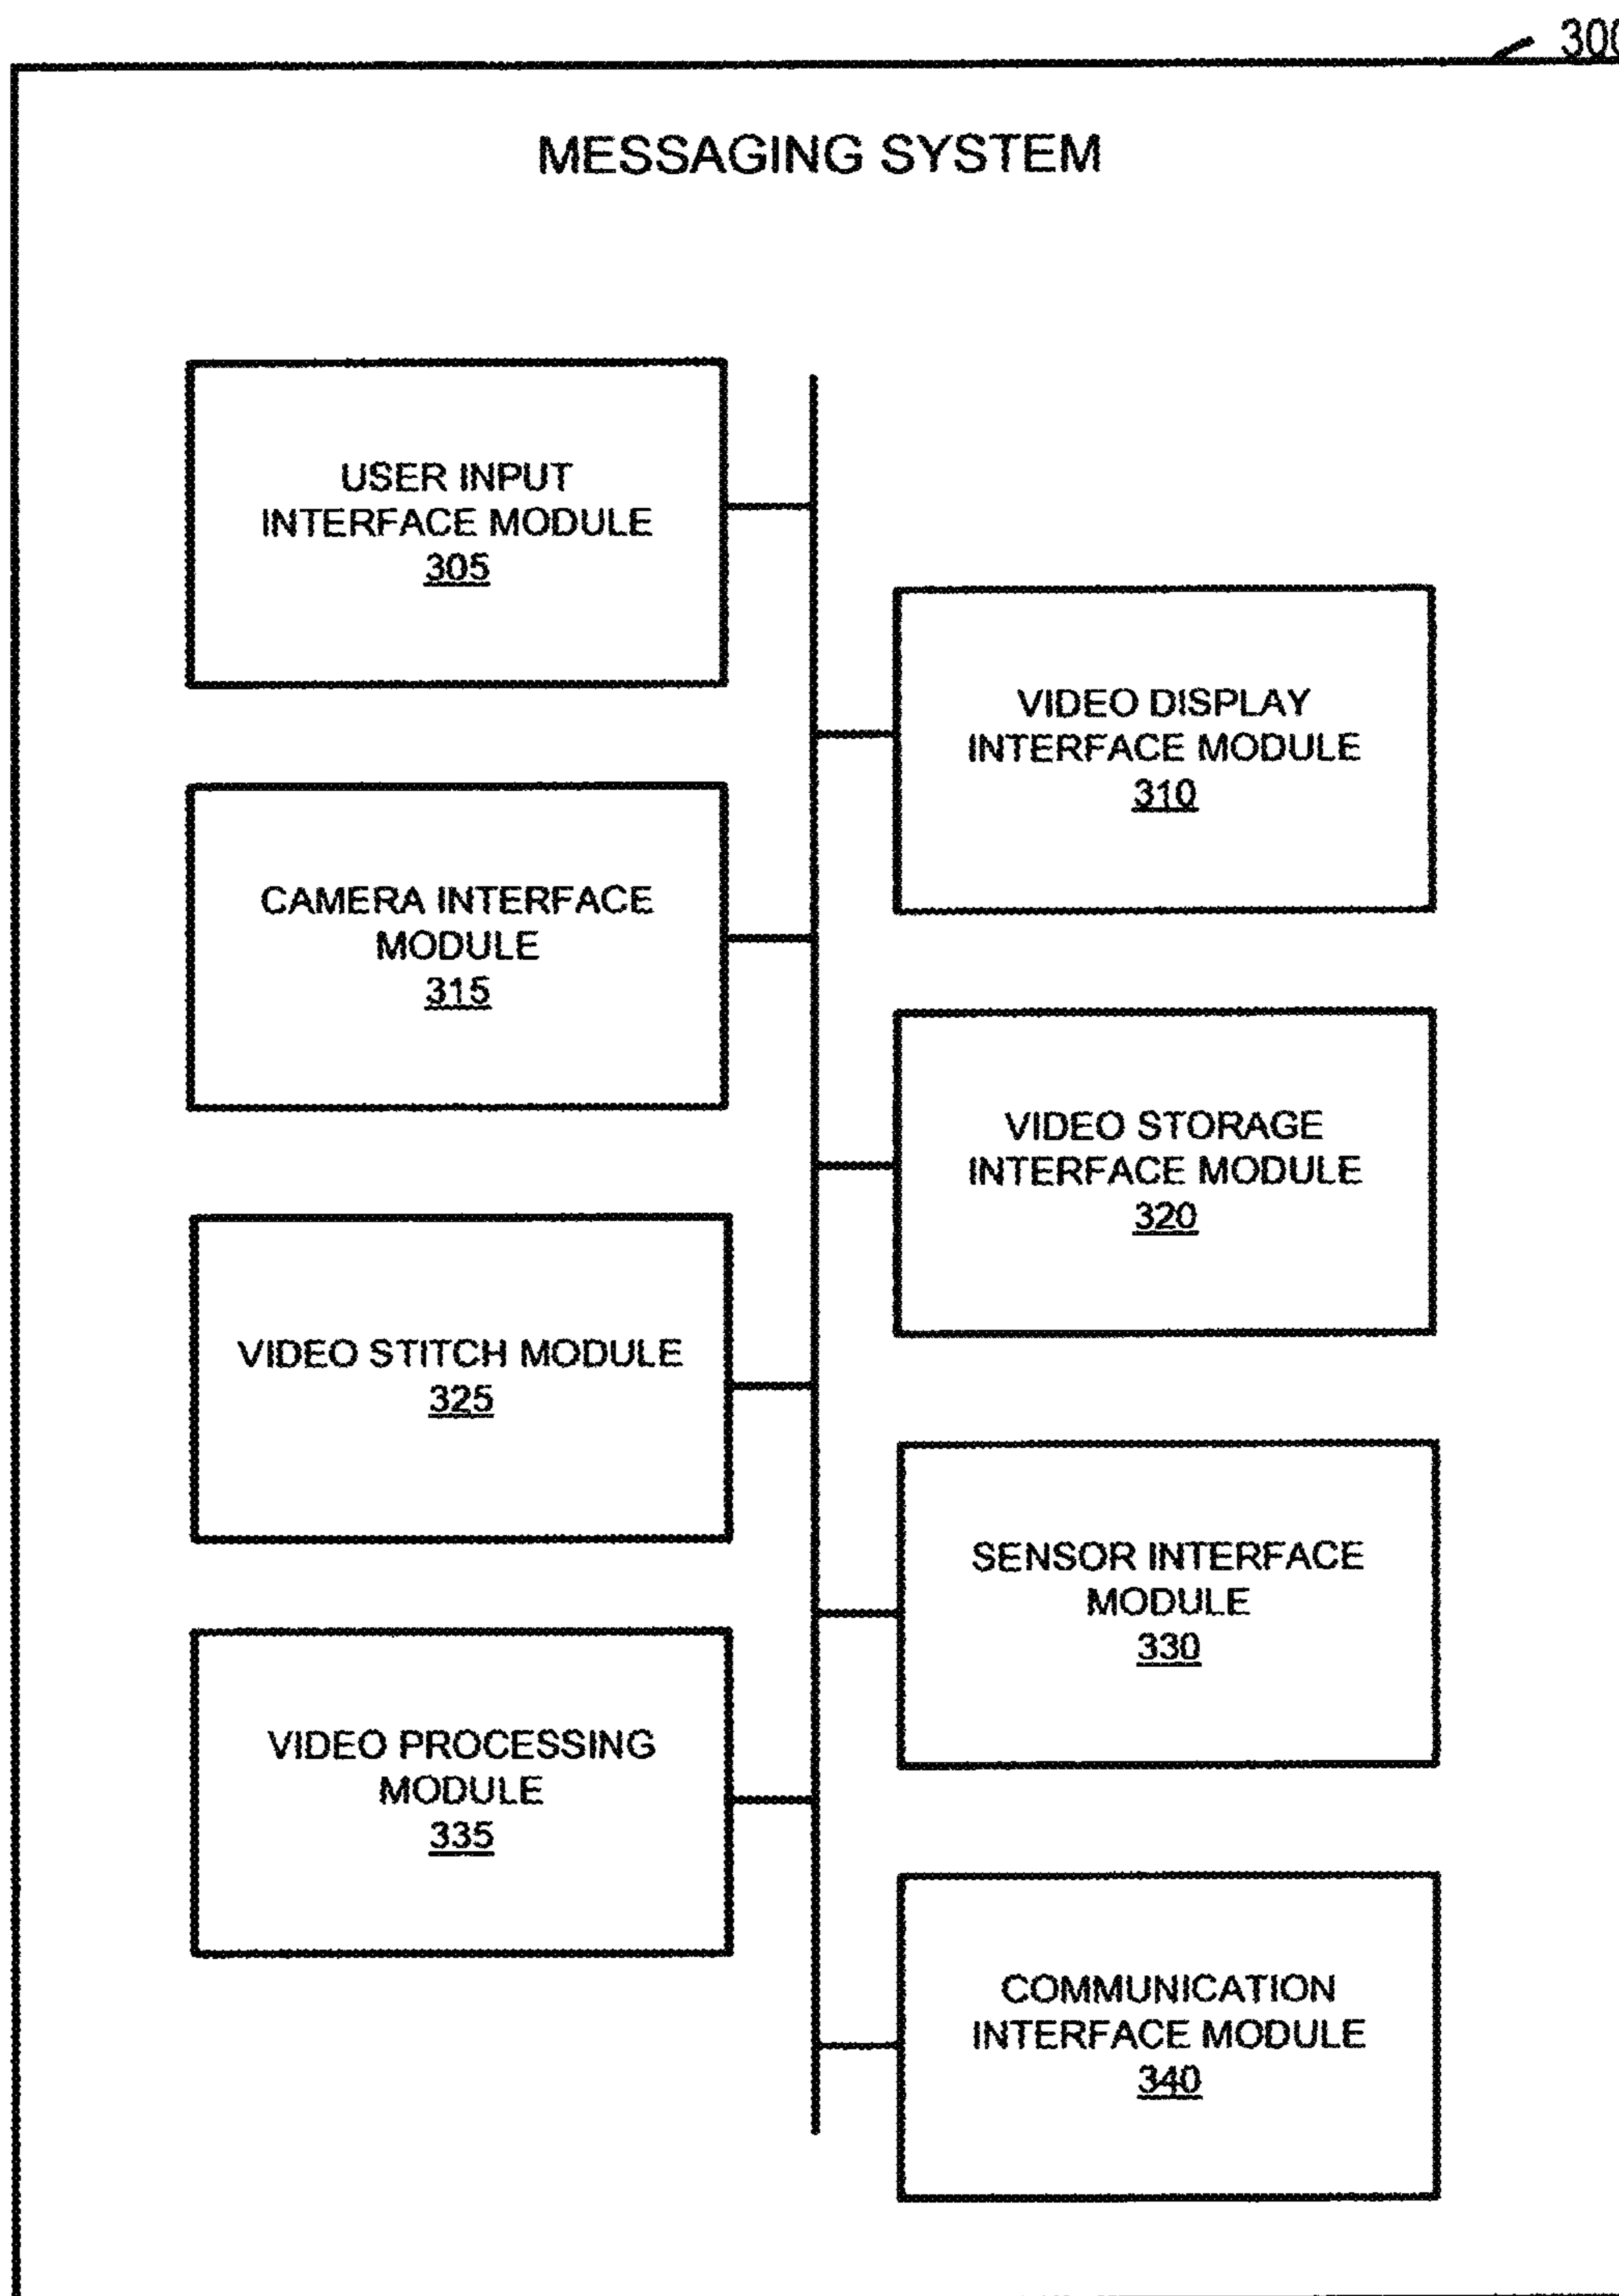 300
MESSAGING SYSTEM
USER INPUT
INTERFACE MODULE
305
VIDEO DISPLAY
INTERFACE MODULE
310
CAMERA INTERFACE
MODULE
315
VIDEO STORAGE
INTERFACE MODULE
320
VIDEO STITCH MODULE
325
SENSOR INTERFACE
MODULE
330
VIDEO PROCESSING
MODULE
335
COMMUNICATION
INTERFACE MODULE
340